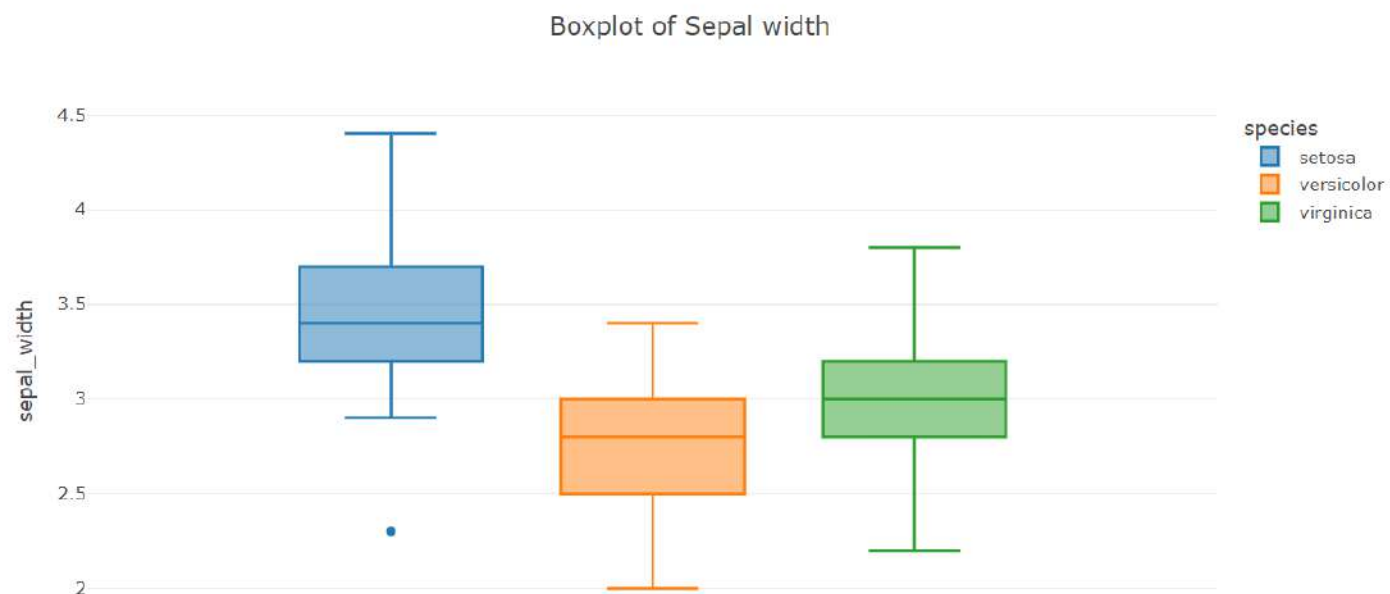 Boxplot of Sepal width
4.5
4
3.5
3
2.5
2
sepal_width
species
setosa
versicolor
virginica